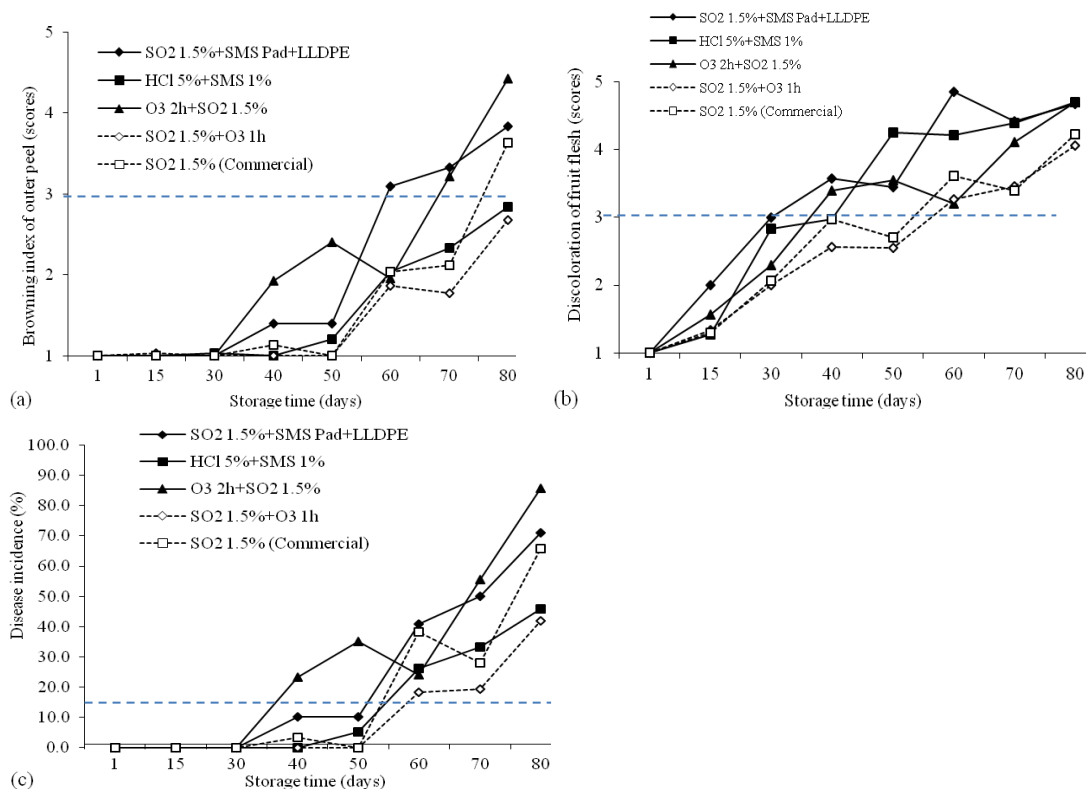 SO2 1.5%+SMS Pad+LLDPE
HCl 5%+SMS 1%
O3 2h+SO2 1.5%
SO2 1.5%+O3 1h
SO2 1.5% (Commercial)
Browning index of outer peel (scores)
5
4
3
2
1
1 15 30 40 50 60 70 80
Storage time (days)
(a)
SO2 1.5%+SMS Pad+LLDPE
HCl 5%+SMS 1%
O3 2h+SO2 1.5%
SO2 1.5%+O3 1h
SO2 1.5% (Commercial)
Discoloration of fruit flesh (scores)
5
4
3
2
1
1 15 30 40 50 60 70 80
Storage time (days)
(b)
SO2 1.5%+SMS Pad+LLDPE
HCl 5%+SMS 1%
O3 2h+SO2 1.5%
SO2 1.5%+O3 1h
SO2 1.5% (Commercial)
Disease incidence (%)
100.0
90.0
80.0
70.0
60.0
50.0
40.0
30.0
20.0
10.0
0.0
1 15 30 40 50 60 70 80
Storage time (days)
(c)